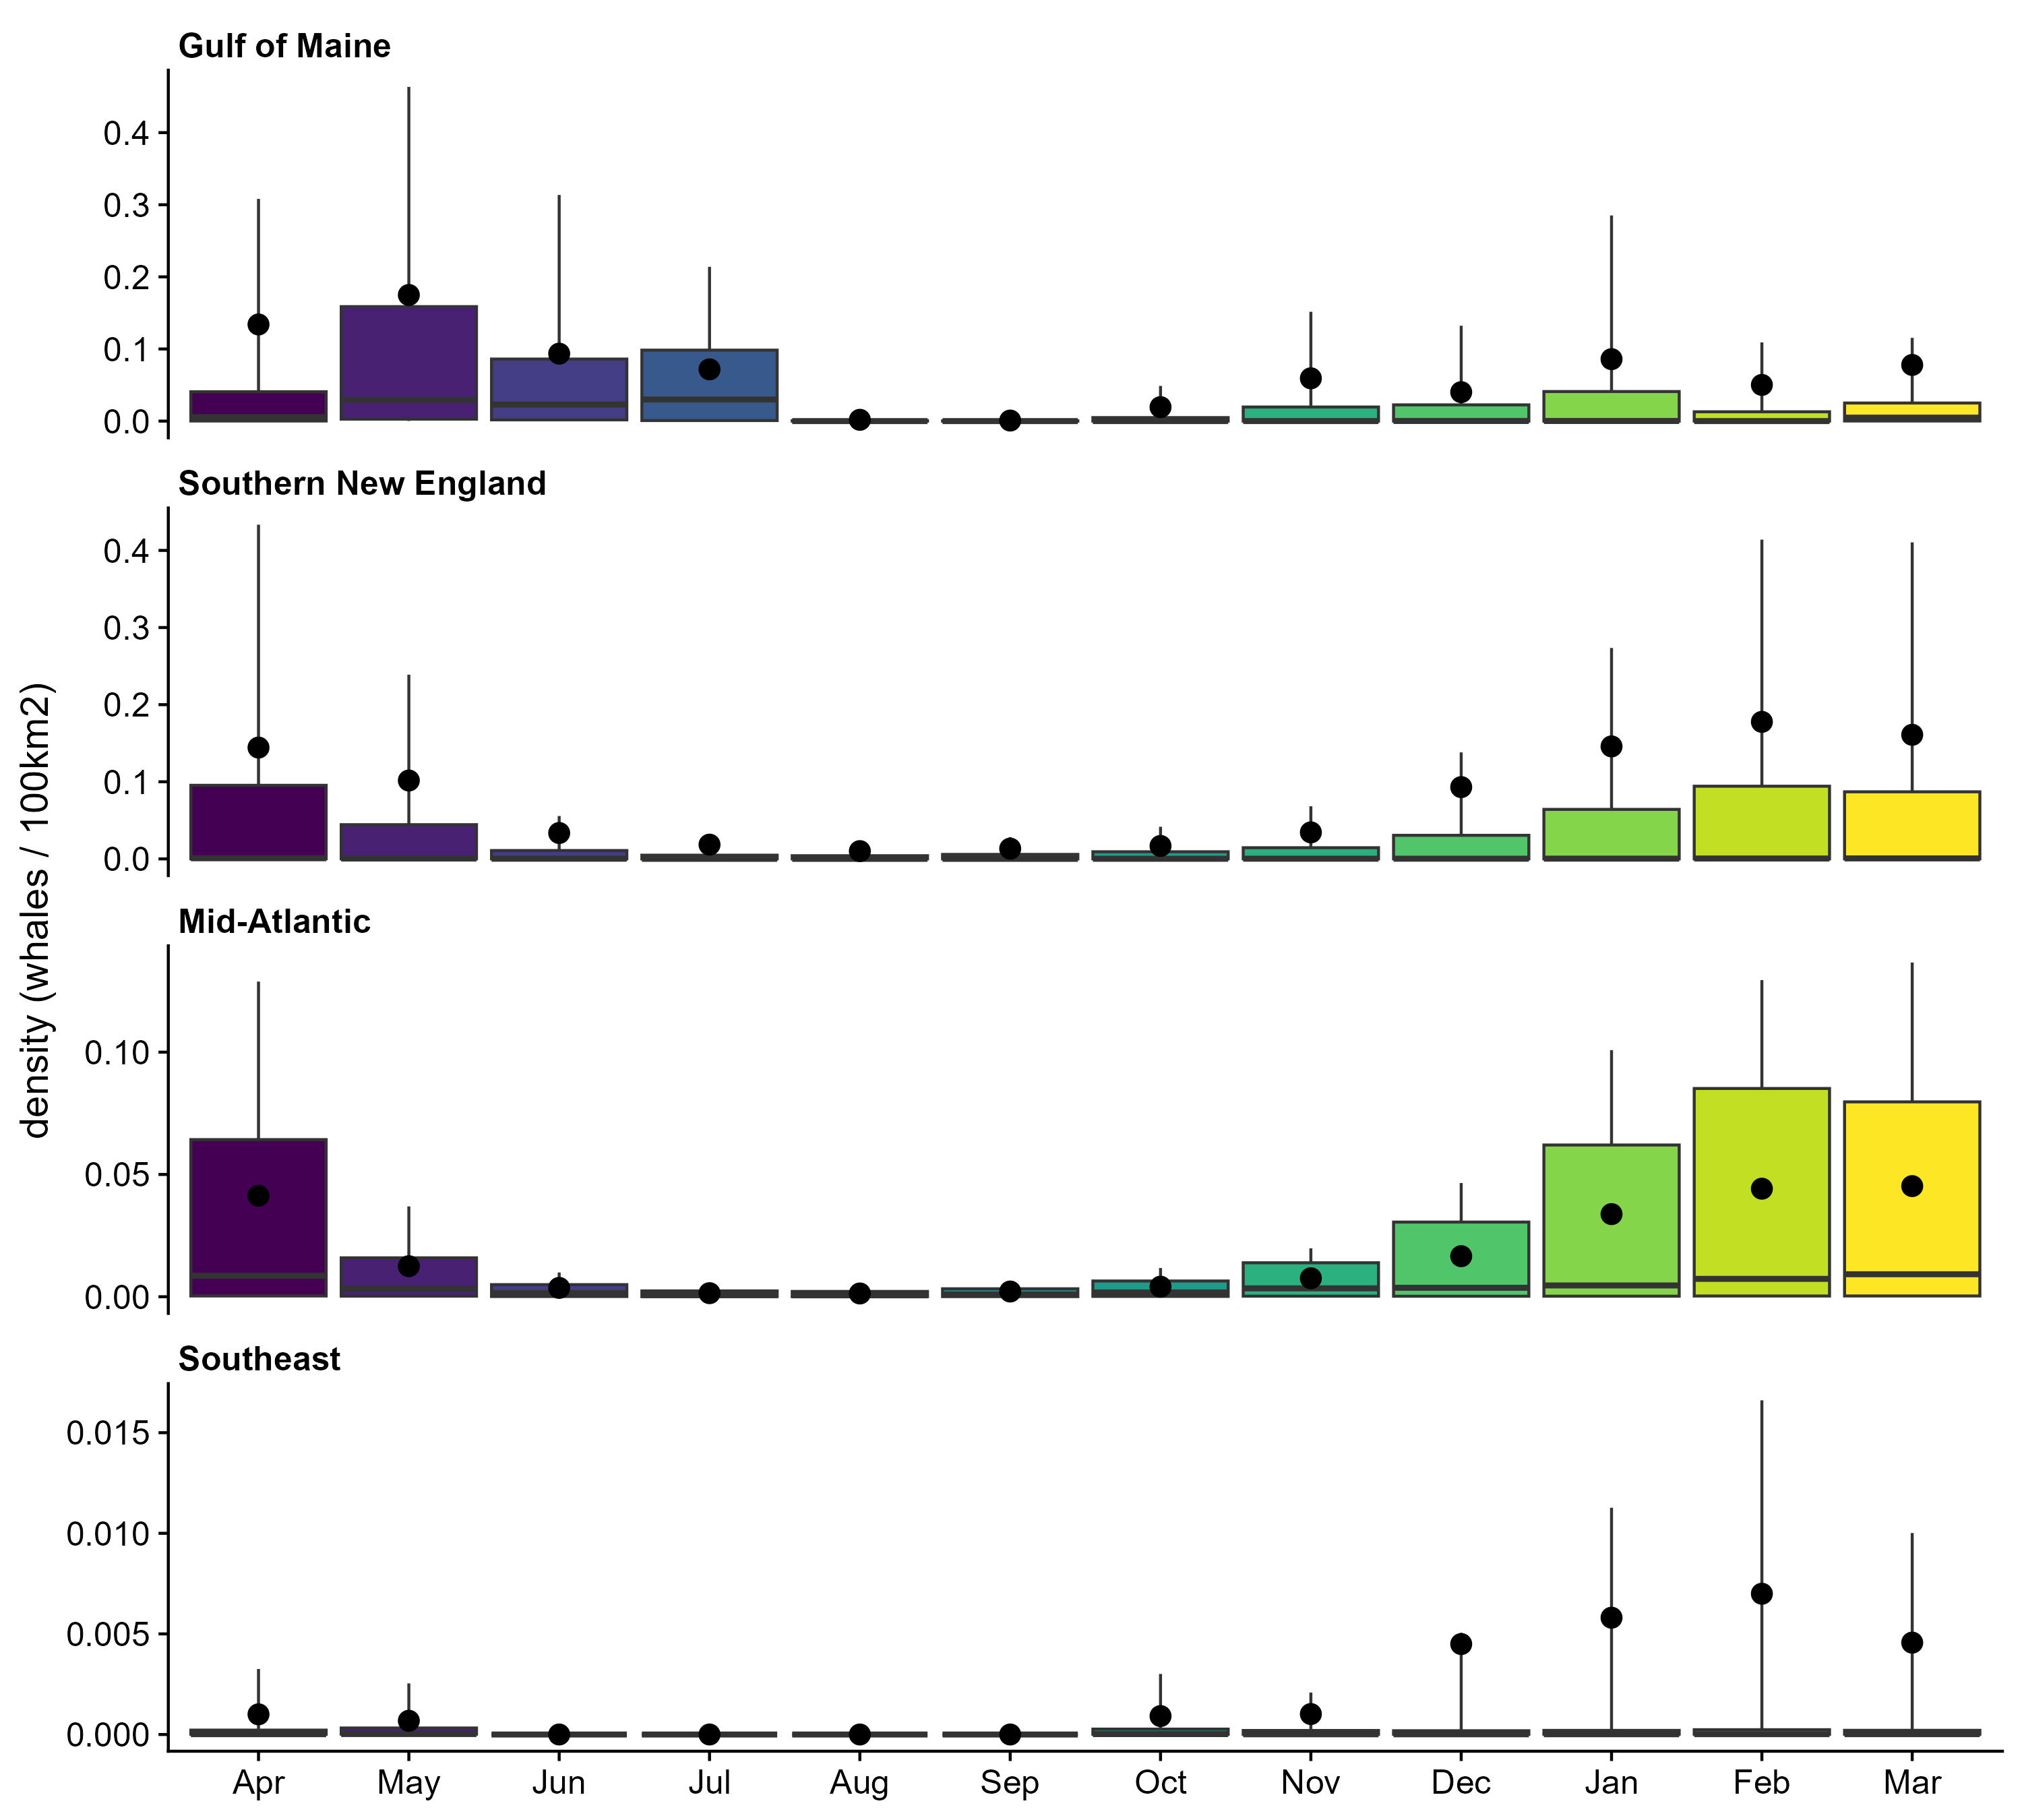 Gulf of Maine
0.4
0.3
0.2
0.1
0.0
Southern New England
0.4
0.3
0.2
0.1
0.0
density (whales / 100km2)
Mid-Atlantic
0.10
0.05
0.00
Southeast
0.015
0.010
0.005
0.000
Apr May Jun Jul Aug Sep Oct Nov Dec Jan Feb Mar